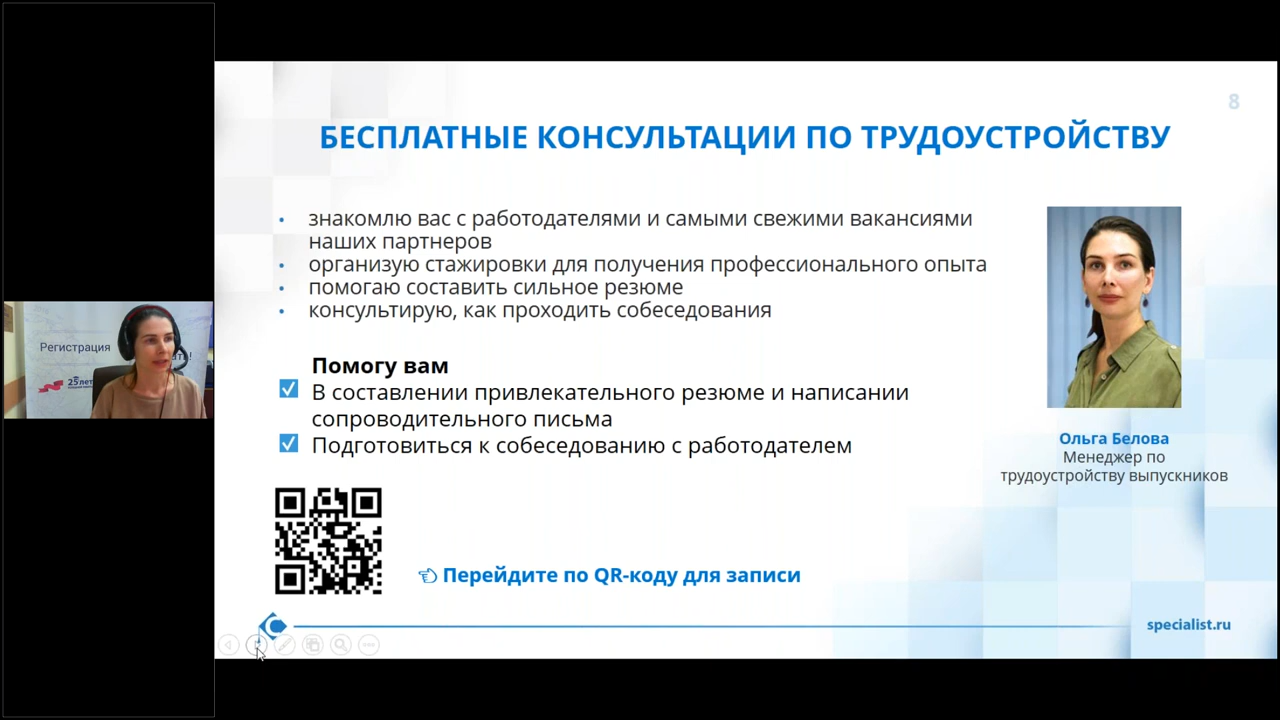 8
БЕСПЛАТНЫЕ КОНСУЛЬТАЦИИ ПО ТРУДОУСТРОЙСТВУ
• знакомлю вас с работодателями и самыми свежими вакансиями
наших партнеров
• организую стажировки для получения профессионального опыта
• помогаю составить сильное резюме
• консультирую, как проходить собеседования
Помогу вам
В составлении привлекательного резюме и написании
сопроводительного письма
Подготовиться к собеседованию с работодателем
Ольга Белова
Менеджер по
трудоустройству выпускников
Перейдите по QR-коду для записи
specialist.ru
Регистрация
25 лет